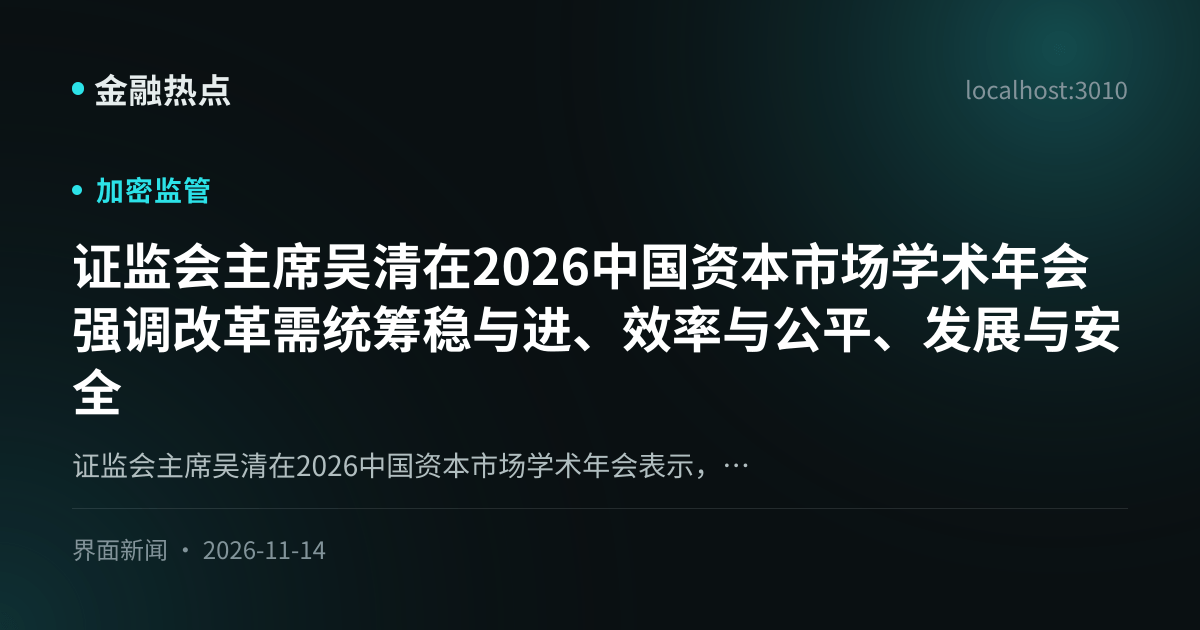 金融热点
localhost:3010
加密监管
证监会主席吴清在2026中国资本市场学术年会
强调改革需统筹稳与进、效率与公平、发展与安
全
证监会主席吴清在2026中国资本市场学术年会表示，…
界面新闻 • 2026-11-14